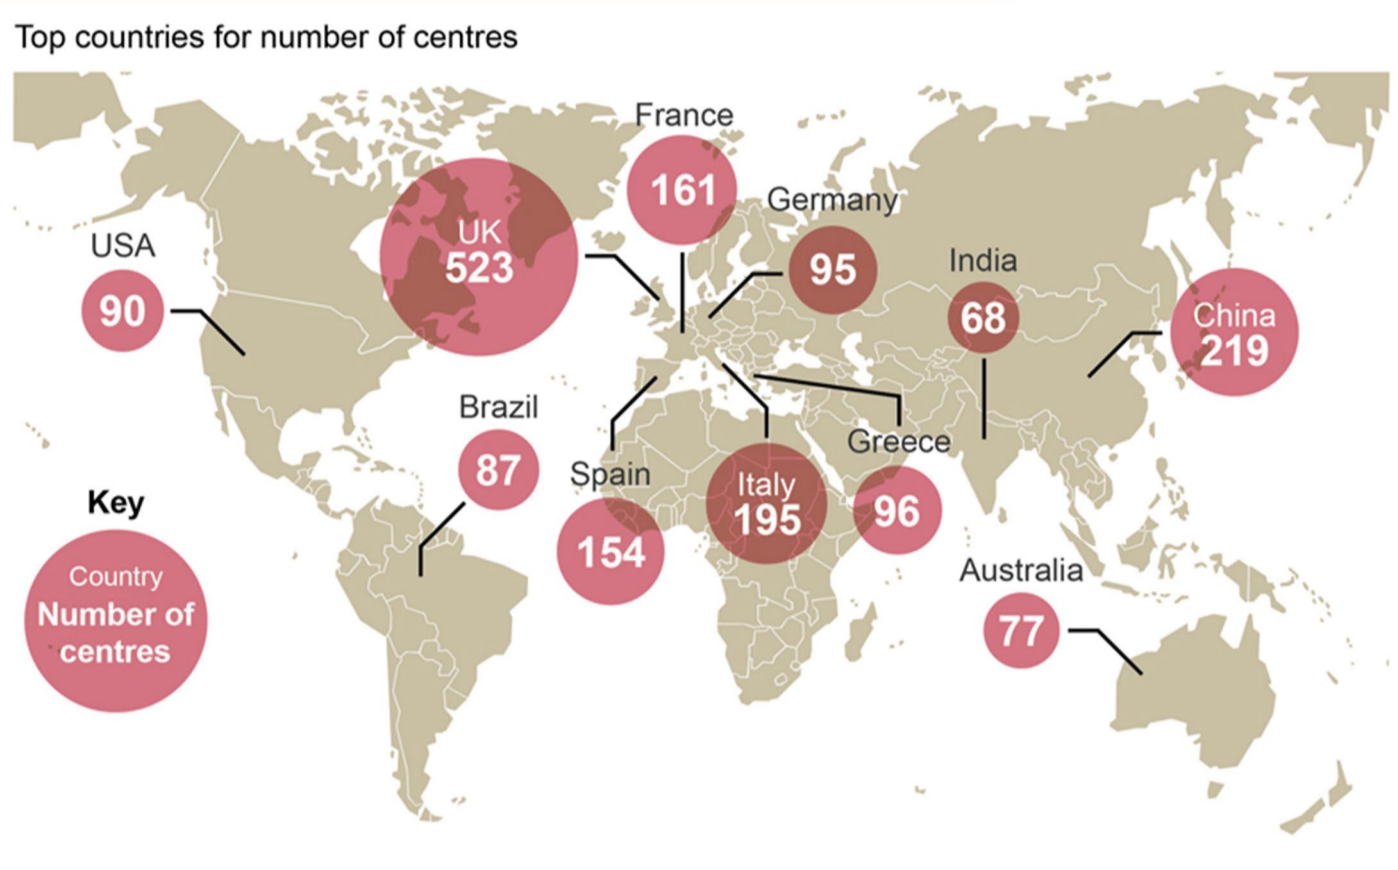 Top countries for number of centres
France
161
Germany
95
UK
523
USA
90
India
68
China
219
Brazil
87
Spain
154
Italy
195
Greece
96
Australia
77
Key
Country
Number of
centres